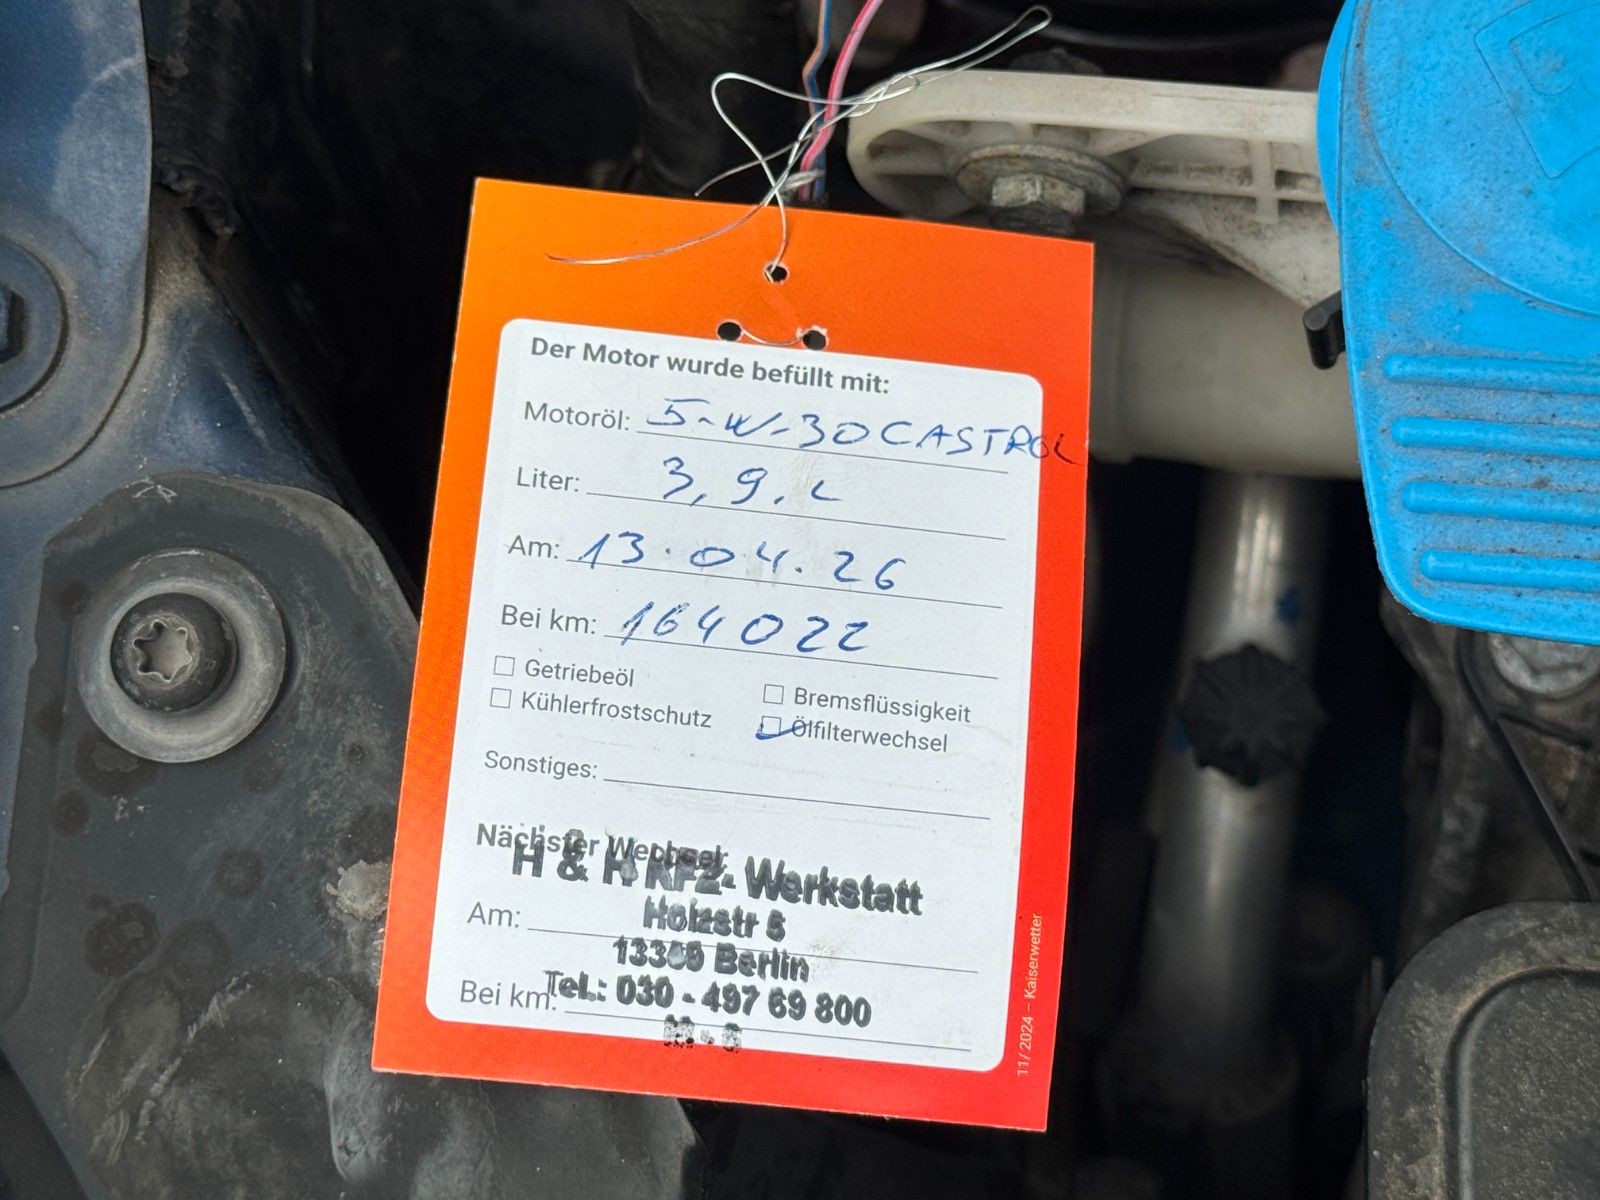 Der Motor wurde befüllt mit:
Motoröl: 5-W-30 CASTROL
Liter: 3,9.L
Am: 13.04.26
Bei km: 164022
Getriebeöl
Bremsflüssigkeit
Kühlerfrostschutz
Ölfilterwechsel
Sonstiges:
Nächster Wechsel:
H & H KFZ- Werkstatt
Am:
Holzstr
Berlin
Bei km:
Tel.: 030 - 497 69 800
11/2024 – Kaiserwetter